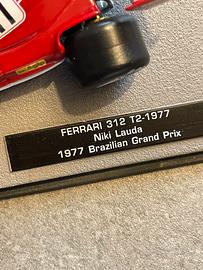 FERRARI 312 T2-1977
Niki Lauda
1977 Brazilian Grand Prix